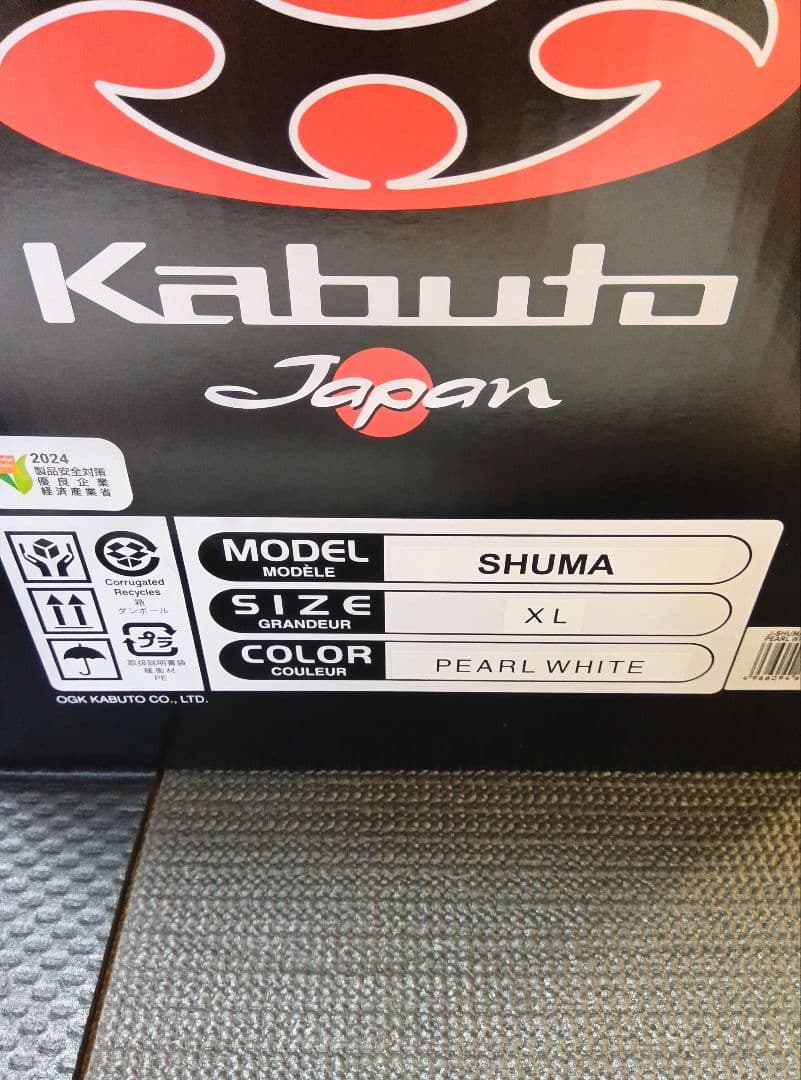 Kabuto
Japan
2024
製品安全対策
優良企業
経済産業省
Corrugated
Recycles
箱
ダンボール
プラ
取扱説明書袋
緩衝材
PE
MODEL
MODÈLE
SHUMA
SIZE
GRANDEUR
XL
COLOR
COULEUR
PEARL WHITE
OGK KABUTO CO., LTD.